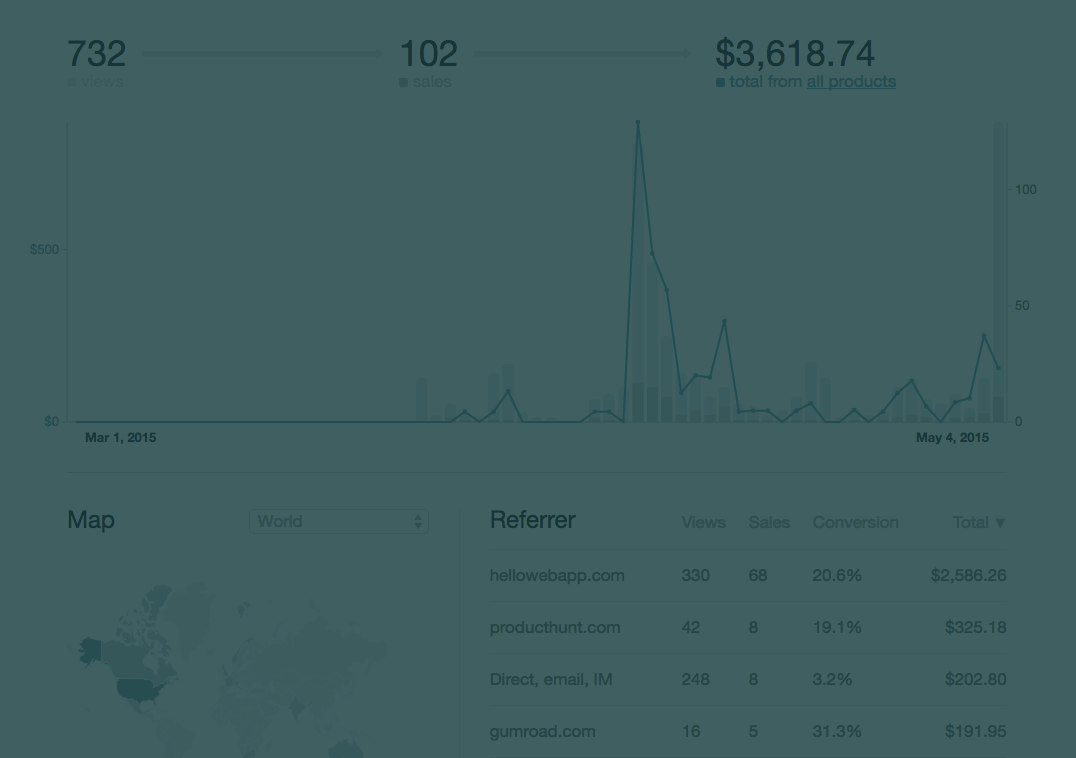 732 102 $3,618.74
views sales total from all products
100
$500
50
$0 0
Mar 1, 2015 May 4, 2015
Map World Referrer Views Sales Conversion Total ▼
hellowebapp.com 330 68 20.6% $2,586.26
producthunt.com 42 8 19.1% $325.18
Direct, email, IM 248 8 3.2% $202.80
gumroad.com 16 5 31.3% $191.95